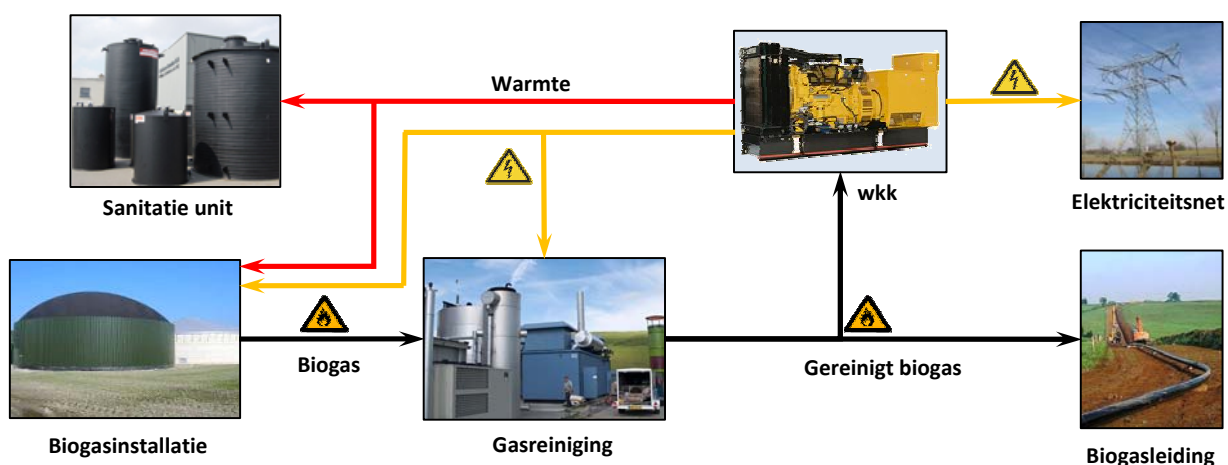 Warmte
wkk
Sanitatie unit
Elektriciteitsnet
Biogas
Gereinigt biogas
Biogasinstallatie
Gasreiniging
Biogasleiding